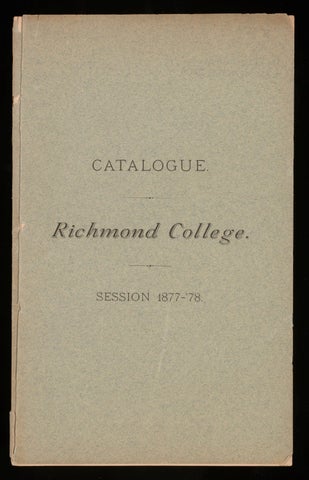 CATALOGUE.
Richmond College.
SESSION 1877-'78.